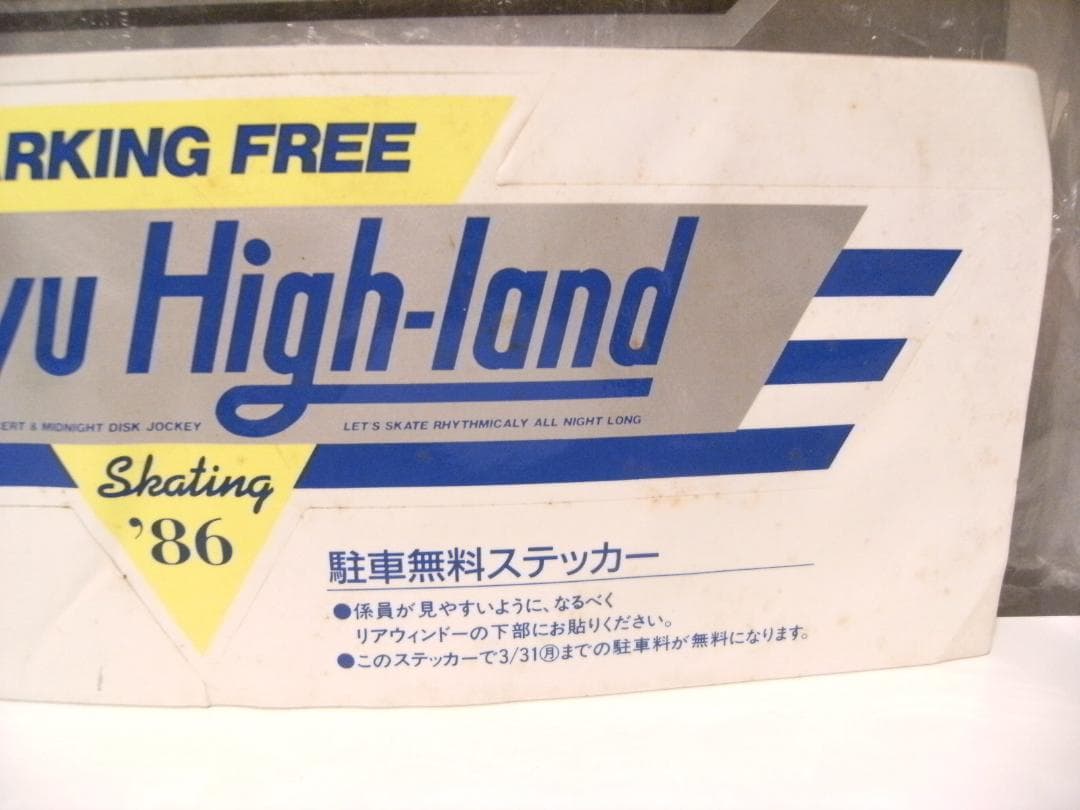 ARKING FREE
yu High-land
ERT & MIDNIGHT DISK JOCKEY
LET'S SKATE RHYTHMICALY ALL NIGHT LONG
Skating
'86
駐車無料ステッカー
●係員が見やすいように、なるべく
リアウィンドーの下部にお貼りください。
●このステッカーで3/31㊊までの駐車料が無料になります。